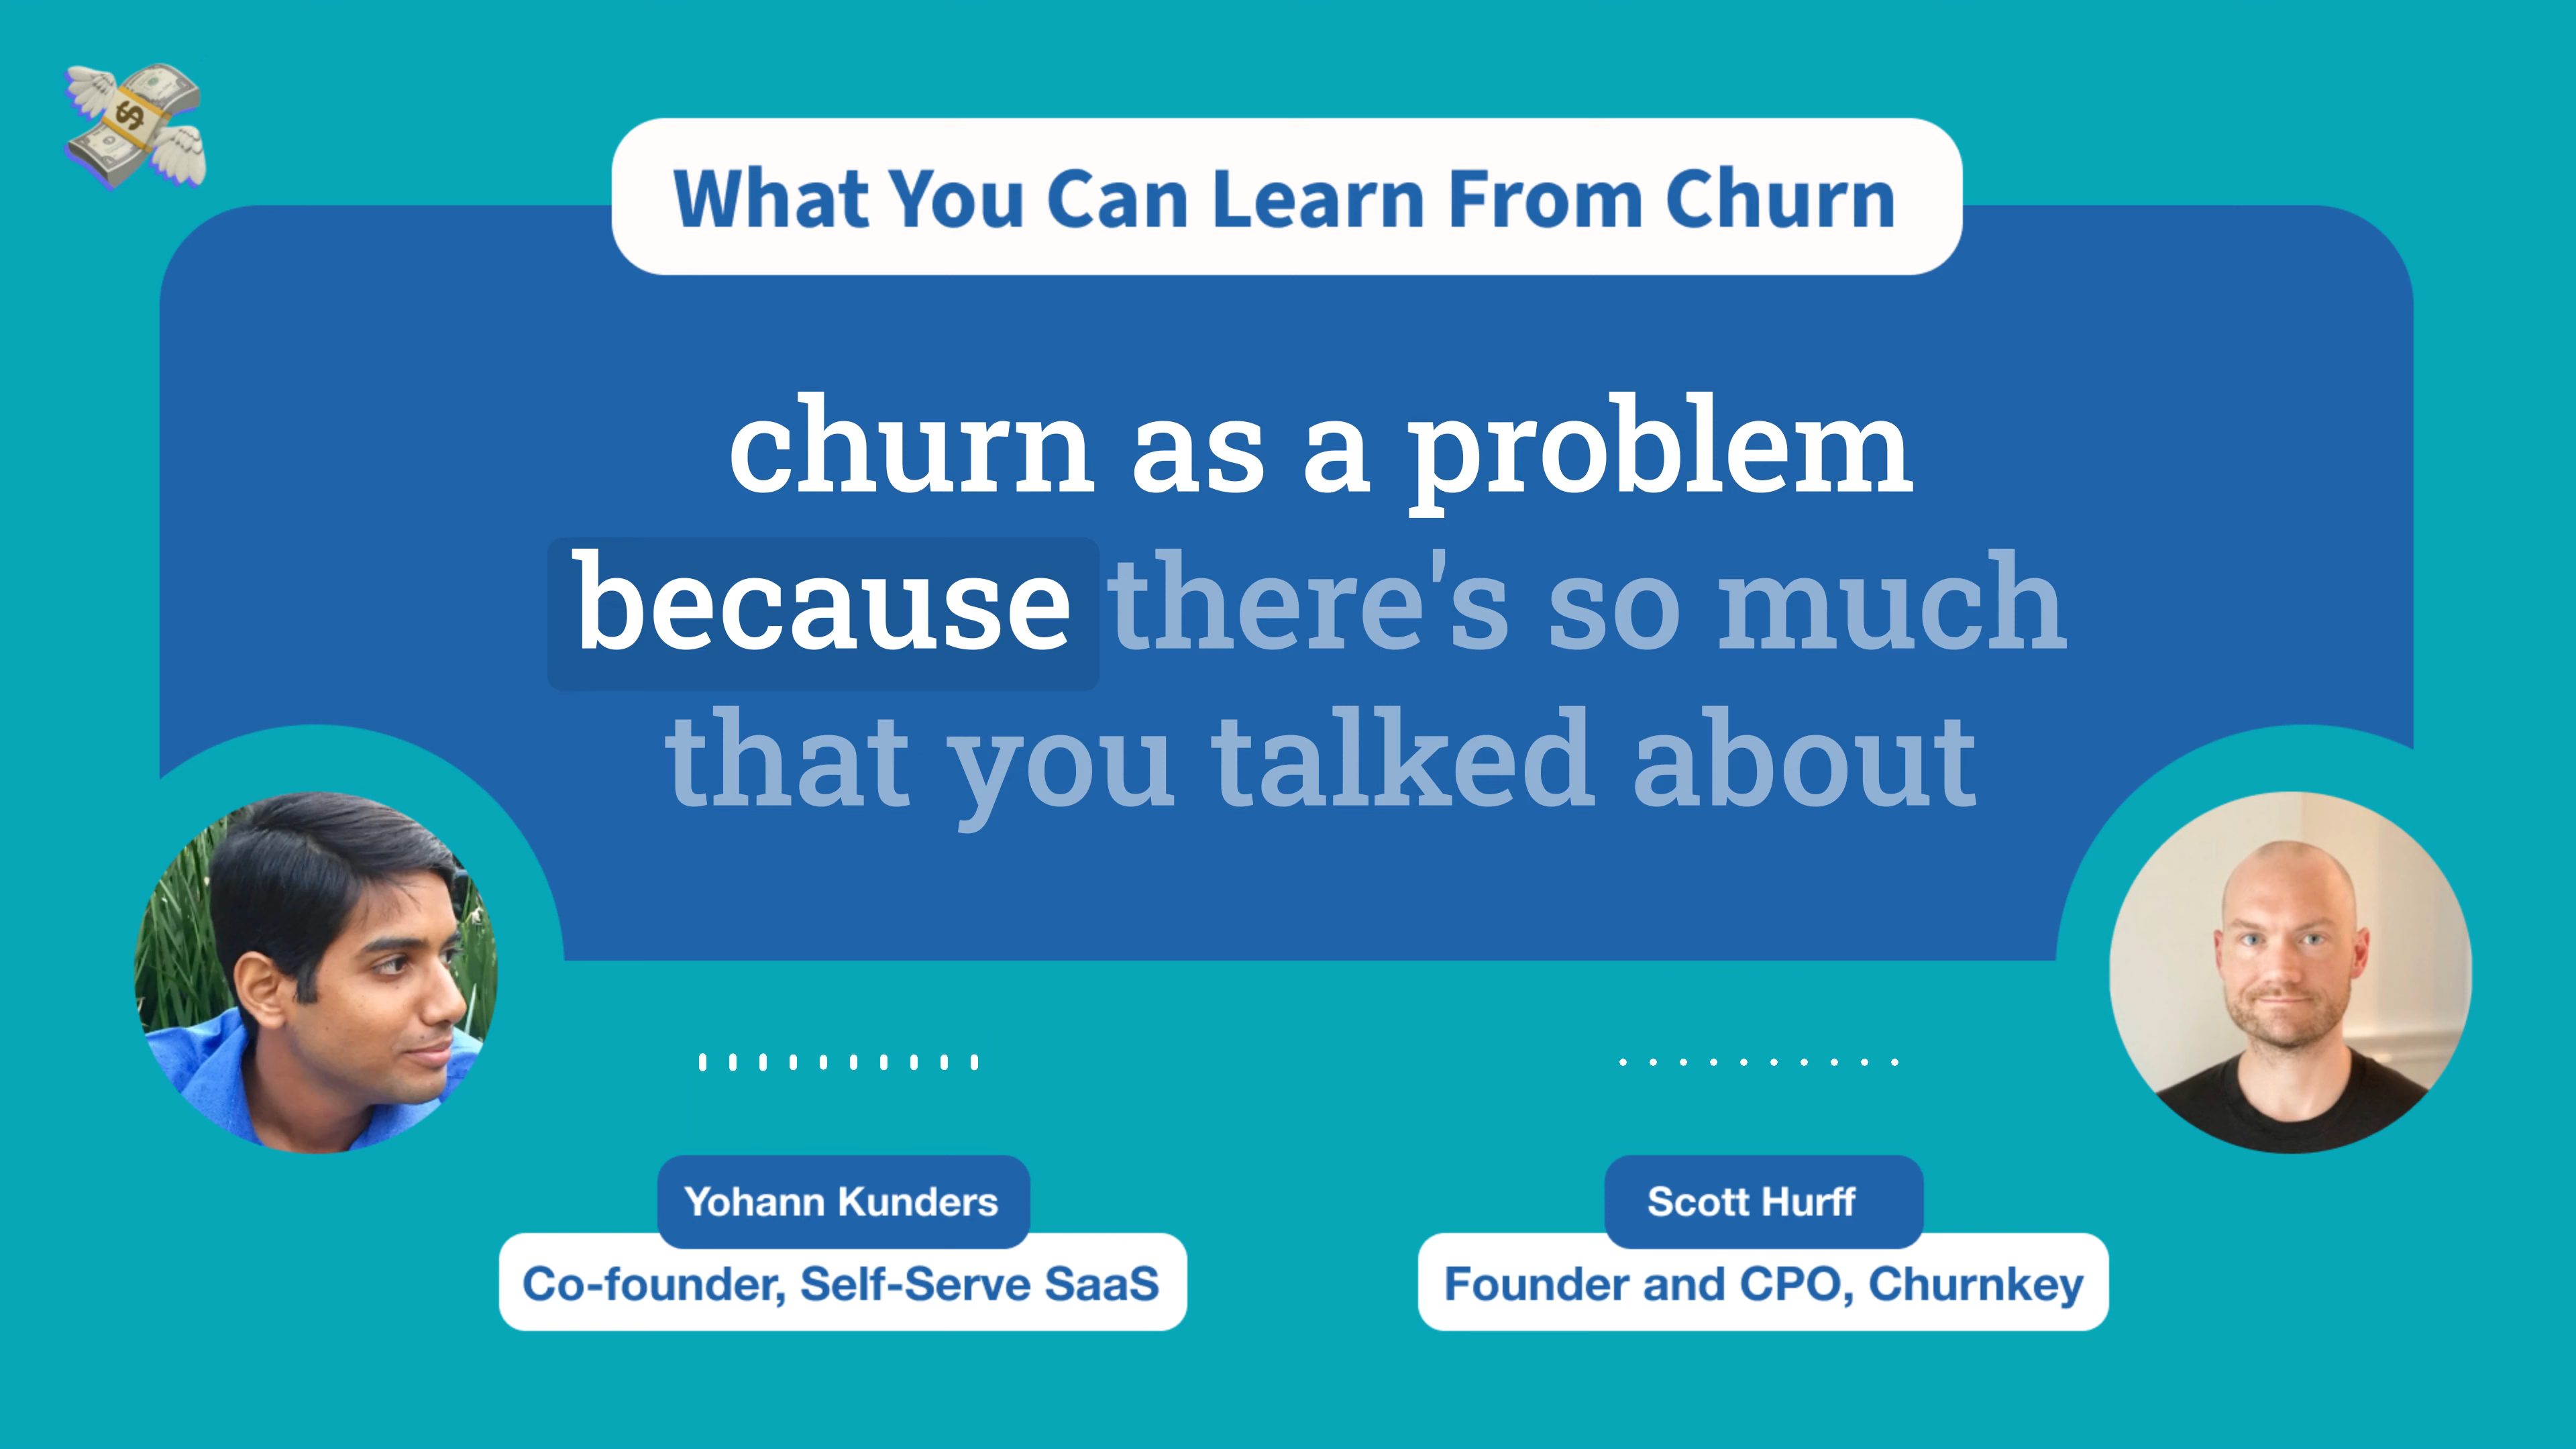 What You Can Learn From Churn
churn as a problem
because there's so much
that you talked about
Yohann Kunders
Co-founder, Self-Serve SaaS
Scott Hurff
Founder and CPO, Churnkey